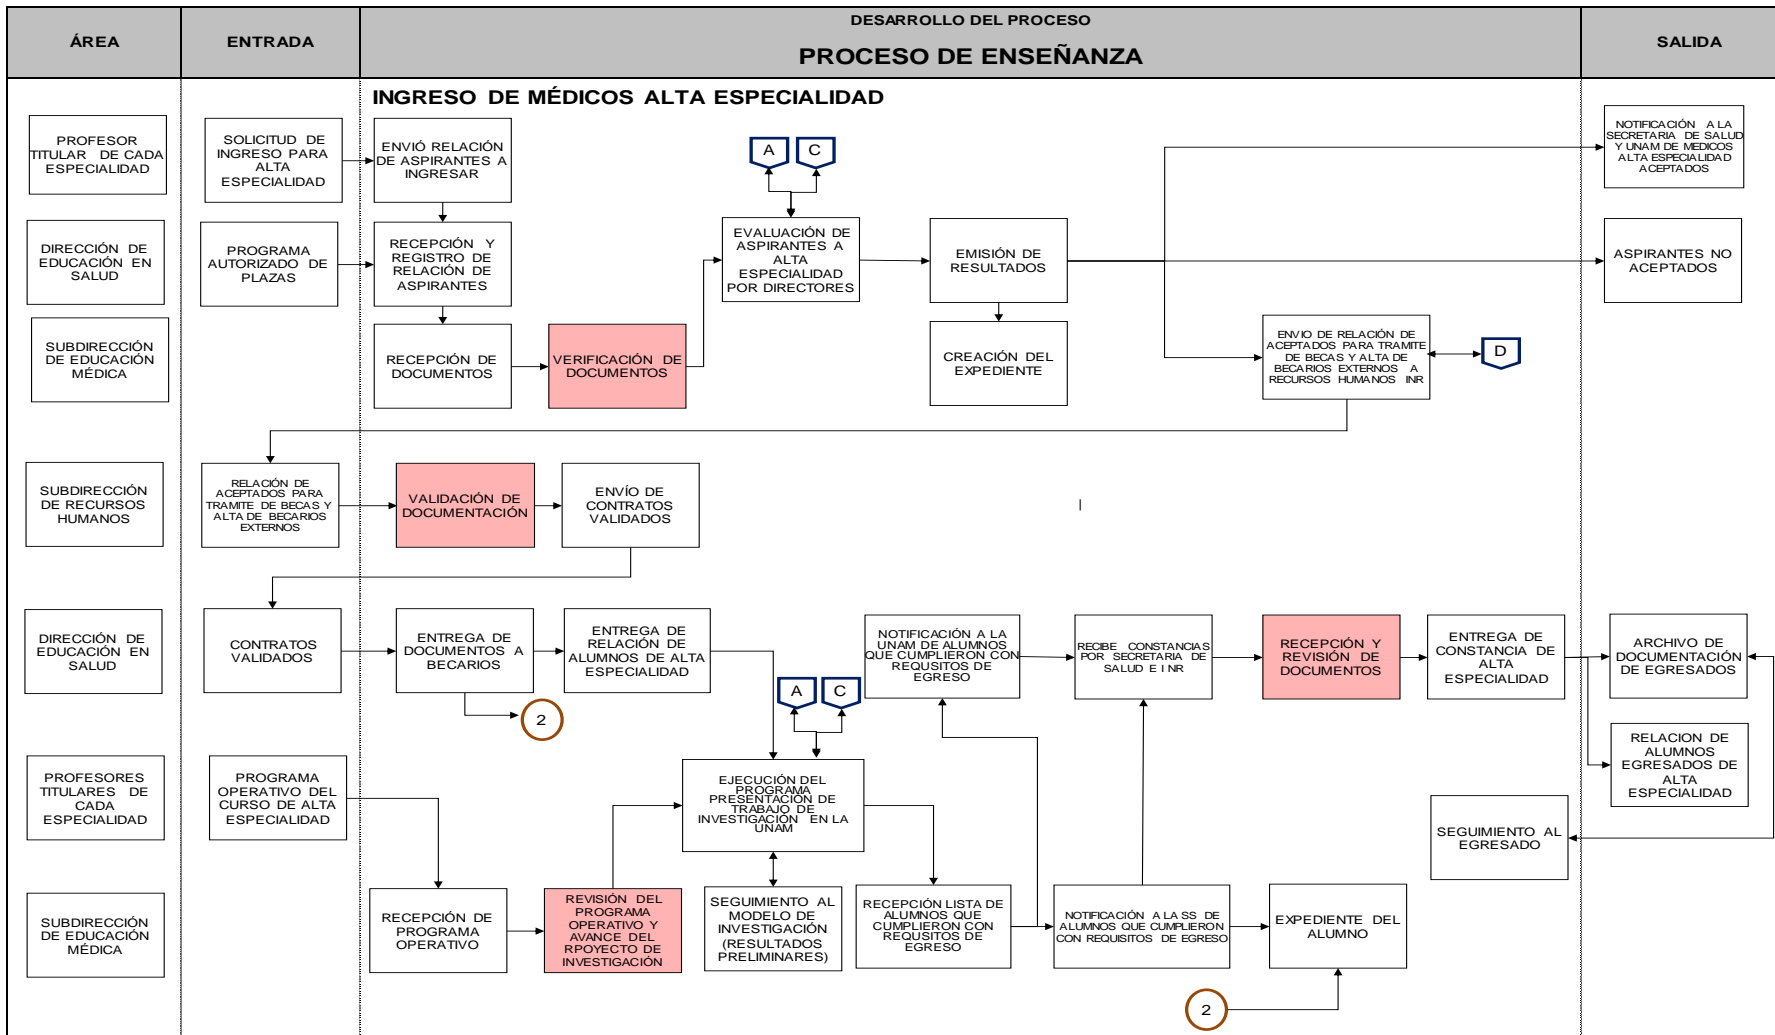 DESARROLLO DEL PROCESO
ÁREA
ENTRADA
PROCESO DE ENSEÑANZA
SALIDA
INGRESO DE MÉDICOS ALTA ESPECIALIDAD
PROFESOR
TITULAR DE CADA
ESPECIALIDAD
SOLICITUD DE
INGRESO PARA
ALTA
ESPECIALIDAD
ENVIÓ RELACIÓN
DE ASPIRANTES A
INGRESAR
A
C
NOTIFICACIÓN A LA
SECRETARIA DE SALUD
Y UNAM DE MEDICOS
ALTA ESPECIALIDAD
ACEPTADOS
DIRECCIÓN DE
EDUCACIÓN EN
SALUD
PROGRAMA
AUTORIZADO DE
PLAZAS
RECEPCIÓN Y
REGISTRO DE
RELACIÓN DE
ASPIRANTES
EVALUACIÓN DE
ASPIRANTES A
ALTA
ESPECIALIDAD
POR DIRECTORES
EMISIÓN DE
RESULTADOS
ASPIRANTES NO
ACEPTADOS
SUBDIRECCIÓN
DE EDUCACIÓN
MÉDICA
RECEPCIÓN DE
DOCUMENTOS
VERIFICACIÓN DE
DOCUMENTOS
CREACIÓN DEL
EXPEDIENTE
ENVIO DE RELACIÓN DE
ACEPTADOS PARA TRAMITE
DE BECAS Y ALTA DE
BECARIOS EXTERNOS A
RECURSOS HUMANOS INR
D
SUBDIRECCIÓN
DE RECURSOS
HUMANOS
RELACIÓN DE
ACEPTADOS PARA
TRAMITE DE BECAS Y
ALTA DE BECARIOS
EXTERNOS
VALIDACIÓN DE
DOCUMENTACIÓN
ENVÍO DE
CONTRATOS
VALIDADOS
I
DIRECCIÓN DE
EDUCACIÓN EN
SALUD
CONTRATOS
VALIDADOS
ENTREGA DE
DOCUMENTOS A
BECARIOS
ENTREGA DE
RELACIÓN DE
ALUMNOS DE ALTA
ESPECIALIDAD
NOTIFICACIÓN A LA
UNAM DE ALUMNOS
QUE CUMPLIERON CON
REQUSITOS DE
EGRESO
RECIBE CONSTANCIAS
POR SECRETARIA DE
SALUD E I NR
RECEPCIÓN Y
REVISIÓN DE
DOCUMENTOS
ENTREGA DE
CONSTANCIA DE
ALTA
ESPECIALIDAD
ARCHIVO DE
DOCUMENTACIÓN
DE EGRESADOS
2
A
C
PROFESORES
TITULARES DE
CADA
ESPECIALIDAD
PROGRAMA
OPERATIVO DEL
CURSO DE ALTA
ESPECIALIDAD
EJECUCIÓN DEL
PROGRAMA
PRESENTACIÓN DE
TRABAJO DE
INVESTIGACIÓN EN LA
UNAM
RELACION DE
ALUMNOS
EGRESADOS DE
ALTA
ESPECIALIDAD
SEGUIMIENTO AL
EGRESADO
SUBDIRECCIÓN
DE EDUCACIÓN
MÉDICA
RECEPCIÓN DE
PROGRAMA
OPERATIVO
REVISIÓN DEL
PROGRAMA
OPERATIVO Y
AVANCE DEL
RPOYECTO DE
INVESTIGACIÓN
SEGUIMIENTO AL
MODELO DE
INVESTIGACIÓN
(RESULTADOS
PRELIMINARES)
RECEPCIÓN LISTA DE
ALUMNOS QUE
CUMPLIERON CON
REQUSITOS DE
EGRESO
NOTIFICACIÓN A LA SS DE
ALUMNOS QUE CUMPLIERON
CON REQUISITOS DE EGRESO
EXPEDIENTE DEL
ALUMNO
2